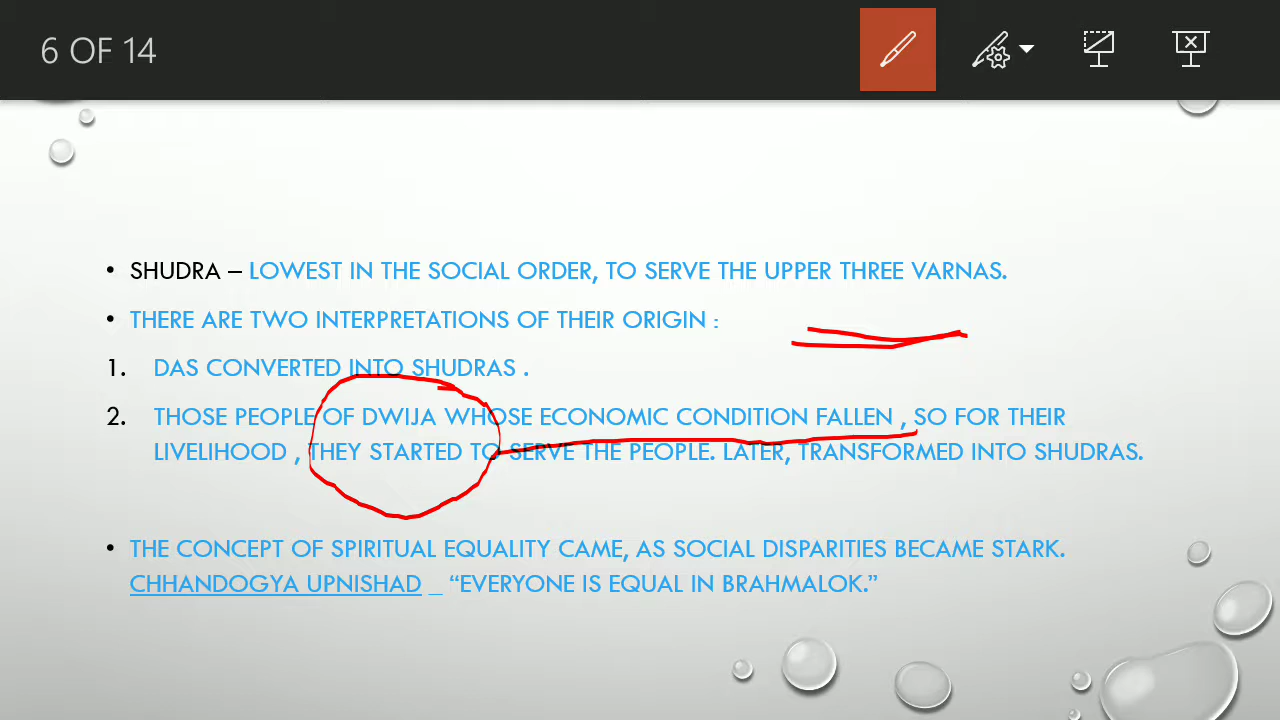 6 OF 14
• SHUDRA – LOWEST IN THE SOCIAL ORDER, TO SERVE THE UPPER THREE VARNAS.
• THERE ARE TWO INTERPRETATIONS OF THEIR ORIGIN :
1. DAS CONVERTED INTO SHUDRAS .
2. THOSE PEOPLE OF DWIJA WHOSE ECONOMIC CONDITION FALLEN , SO FOR THEIR
LIVELIHOOD , THEY STARTED TO SERVE THE PEOPLE. LATER, TRANSFORMED INTO SHUDRAS.
• THE CONCEPT OF SPIRITUAL EQUALITY CAME, AS SOCIAL DISPARITIES BECAME STARK.
CHHANDOGYA UPNISHAD _ “EVERYONE IS EQUAL IN BRAHMALOK.”